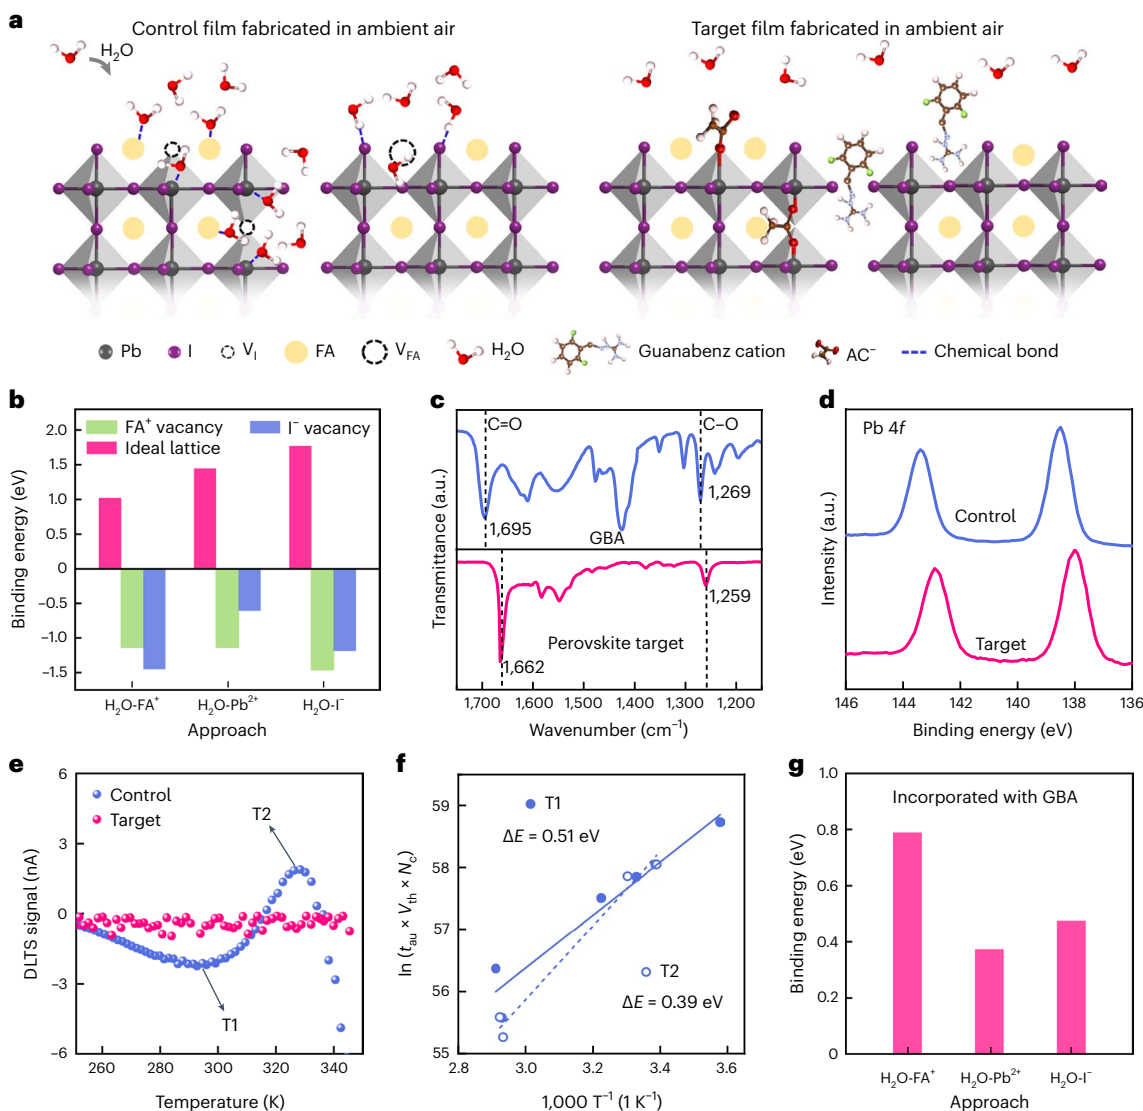 a
Control film fabricated in ambient air
Target film fabricated in ambient air
H₂O
Pb
I
V_I
FA
V_FA
H₂O
Guanabenz cation
AC⁻
Chemical bond
b
FA⁺ vacancy
I⁻ vacancy
Ideal lattice
2.0
1.5
1.0
0.5
0
−0.5
−1.0
−1.5
Binding energy (eV)
H₂O-FA⁺
H₂O-Pb²⁺
H₂O-I⁻
Approach
c
C=O
C–O
1,695
1,269
GBA
1,662
1,259
Perovskite target
Transmittance (a.u.)
1,700
1,600
1,500
1,400
1,300
1,200
Wavenumber (cm⁻¹)
d
Pb 4f
Control
Target
Intensity (a.u.)
146
144
142
140
138
136
Binding energy (eV)
e
Control
Target
T2
T1
6
3
0
−3
−6
DLTS signal (nA)
260
280
300
320
340
Temperature (K)
f
T1
ΔE = 0.51 eV
T2
ΔE = 0.39 eV
59
58
57
56
55
ln (t_au × V_th × N_c)
2.8
3.0
3.2
3.4
3.6
1,000 T⁻¹ (1 K⁻¹)
g
Incorporated with GBA
1.0
0.8
0.6
0.4
0.2
0
Binding energy (eV)
H₂O-FA⁺
H₂O-Pb²⁺
H₂O-I⁻
Approach